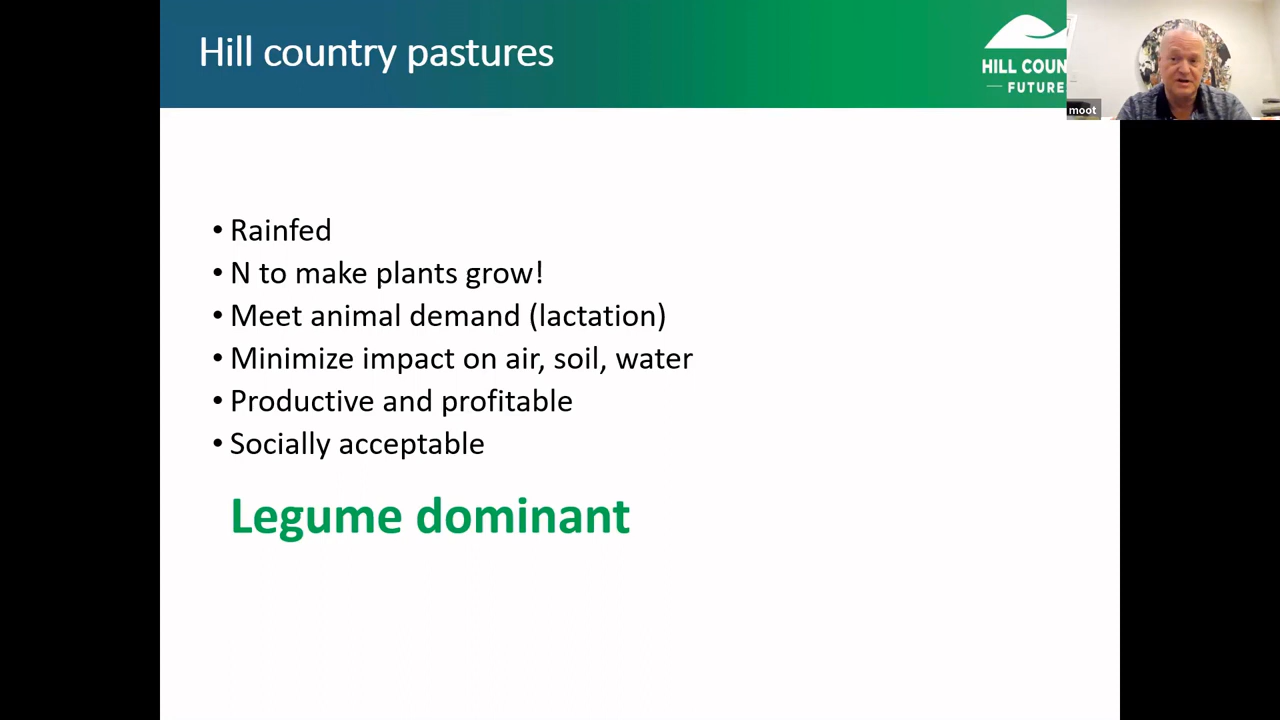 Hill country pastures
HILL COUN
FUTURE
moot
• Rainfed
• N to make plants grow!
• Meet animal demand (lactation)
• Minimize impact on air, soil, water
• Productive and profitable
• Socially acceptable
Legume dominant